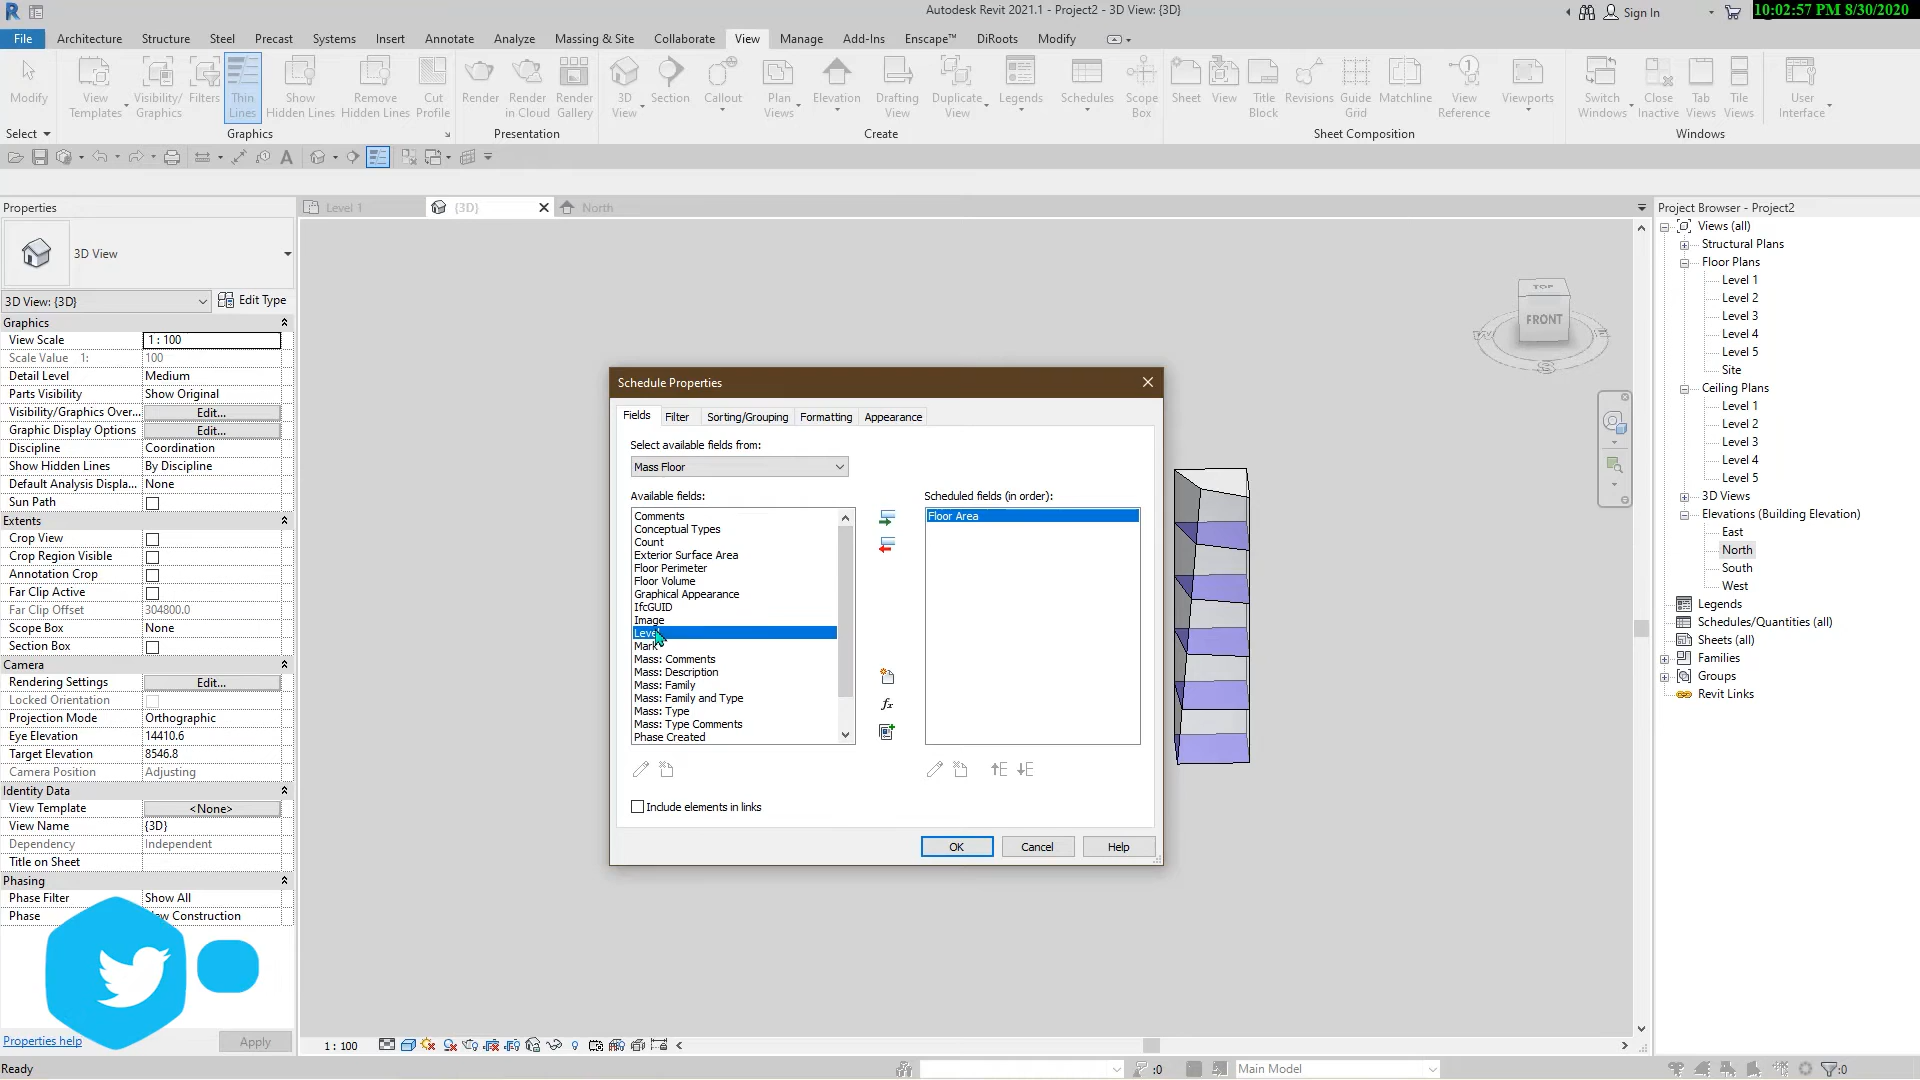 Autodesk Revit 2021.1 - Project2 - 3D View: {3D}
Sign In
10:02:57 PM 8/30/2020
File Architecture Structure Steel Precast Systems Insert Annotate Analyze Massing & Site Collaborate View Manage Add-Ins Enscape™ DiRoots Modify
Modify
View Templates
Visibility/ Graphics
Filters
Thin Lines
Show Hidden Lines
Remove Hidden Lines
Cut Profile
Render
Render in Cloud
Render Gallery
3D View
Section
Callout
Plan Views
Elevation
Drafting View
Duplicate View
Legends
Schedules
Scope Box
Sheet
View
Title Block
Revisions
Guide Grid
Matchline
View Reference
Viewports
Switch Windows
Close Inactive
Tab Views
Tile Views
User Interface
Select Graphics Presentation Create Sheet Composition Windows
Properties
Level 1 {3D} North
Project Browser - Project2
3D View
3D View: {3D} Edit Type
Graphics
View Scale 1 : 100
Scale Value 1: 100
Detail Level Medium
Parts Visibility Show Original
Visibility/Graphics Over... Edit...
Graphic Display Options Edit...
Discipline Coordination
Show Hidden Lines By Discipline
Default Analysis Displa... None
Sun Path
Extents
Crop View
Crop Region Visible
Annotation Crop
Far Clip Active
Far Clip Offset 304800.0
Scope Box None
Section Box
Camera
Rendering Settings Edit...
Locked Orientation
Projection Mode Orthographic
Eye Elevation 14410.6
Target Elevation 8546.8
Camera Position Adjusting
Identity Data
View Template <None>
View Name {3D}
Dependency Independent
Title on Sheet
Phasing
Phase Filter Show All
Phase ew Construction
Properties help Apply
Schedule Properties
Fields Filter Sorting/Grouping Formatting Appearance
Select available fields from:
Mass Floor
Available fields: Scheduled fields (in order):
Comments
Conceptual Types
Count
Exterior Surface Area
Floor Perimeter
Floor Volume
Graphical Appearance
IfcGUID
Image
Level
Mark
Mass: Comments
Mass: Description
Mass: Family
Mass: Family and Type
Mass: Type
Mass: Type Comments
Phase Created
Floor Area
fx
Include elements in links
OK Cancel Help
TOP
FRONT
S
Views (all)
Structural Plans
Floor Plans
Level 1
Level 2
Level 3
Level 4
Level 5
Site
Ceiling Plans
Level 1
Level 2
Level 3
Level 4
Level 5
3D Views
Elevations (Building Elevation)
East
North
South
West
Legends
Schedules/Quantities (all)
Sheets (all)
Families
Groups
Revit Links
1 : 100
Ready
:0
Main Model
:0